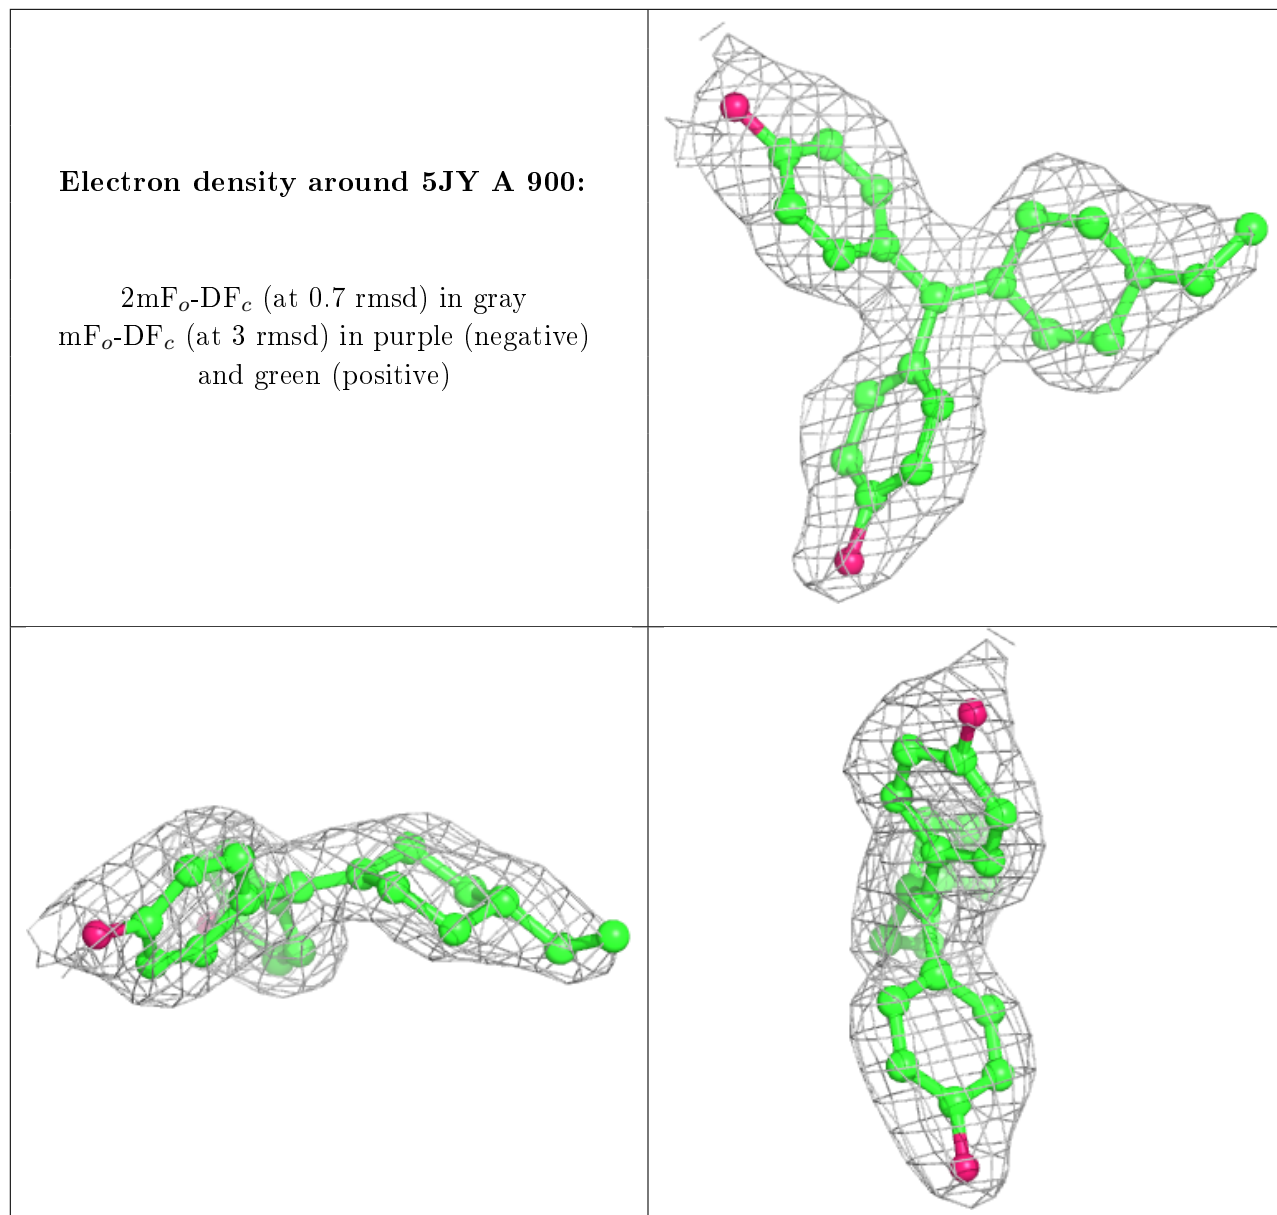 Electron density around 5JY A 900:
2mFₒ-DF𝑐 (at 0.7 rmsd) in gray
mFₒ-DF𝑐 (at 3 rmsd) in purple (negative)
and green (positive)